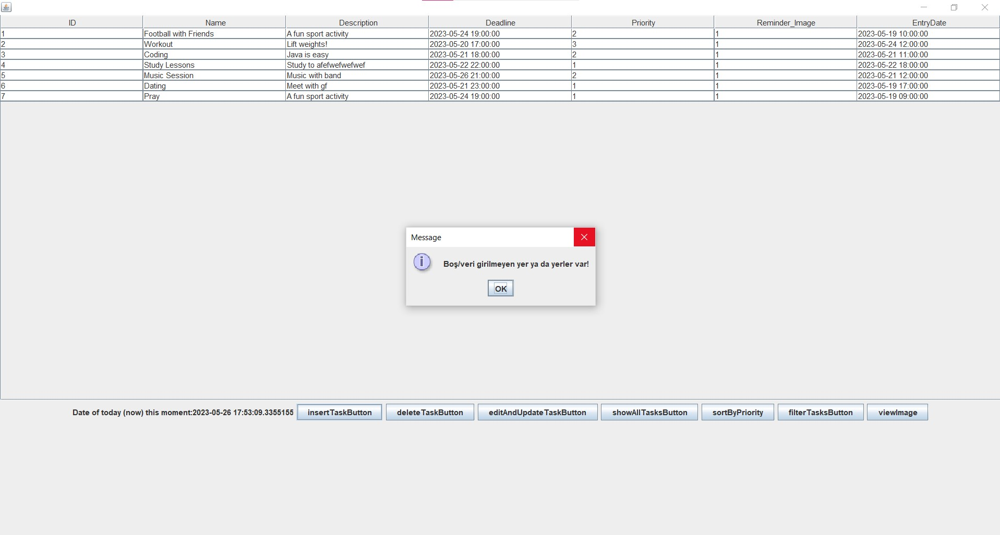 ID Name Description Deadline Priority Reminder_Image EntryDate
1 Football with Friends A fun sport activity 2023-05-24 19:00:00 2 1 2023-05-19 10:00:00
2 Workout Lift weights! 2023-05-20 17:00:00 3 1 2023-05-24 12:00:00
3 Coding Java is easy 2023-05-21 18:00:00 2 1 2023-05-21 11:00:00
4 Study Lessons Study to afefwefwefwef 2023-05-22 22:00:00 1 1 2023-05-22 18:00:00
5 Music Session Music with band 2023-05-26 21:00:00 2 1 2023-05-21 12:00:00
6 Dating Meet with gf 2023-05-21 23:00:00 1 1 2023-05-19 17:00:00
7 Pray A fun sport activity 2023-05-24 19:00:00 1 1 2023-05-19 09:00:00
Message
Boş/veri girilmeyen yer ya da yerler var!
OK
Date of today (now) this moment:2023-05-26 17:53:09.3355155 insertTaskButton deleteTaskButton editAndUpdateTaskButton showAllTasksButton sortByPriority filterTasksButton viewImage